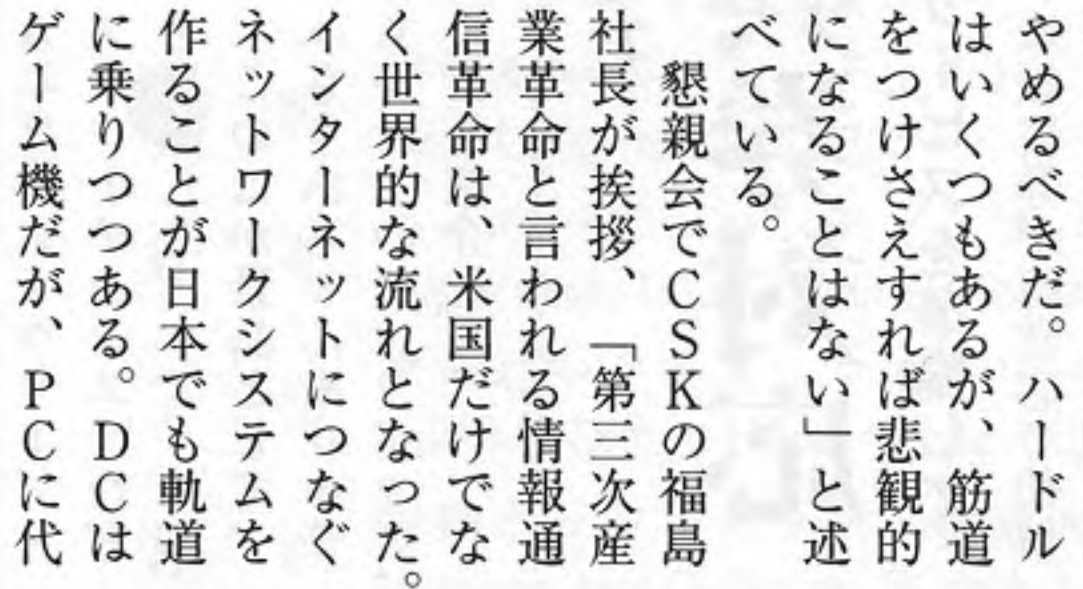 やめるべきだ。ハードル
はいくつもあるが、筋道
をつけさえすれば悲観的
になることはない」と述
べている。
　懇親会でCSKの福島
社長が挨拶、「第三次産
業革命と言われる情報通
信革命は、米国だけでな
く世界的な流れとなった。
インターネットにつなぐ
ネットワークシステムを
作ることが日本でも軌道
に乗りつつある。DCは
ゲーム機だが、PCに代